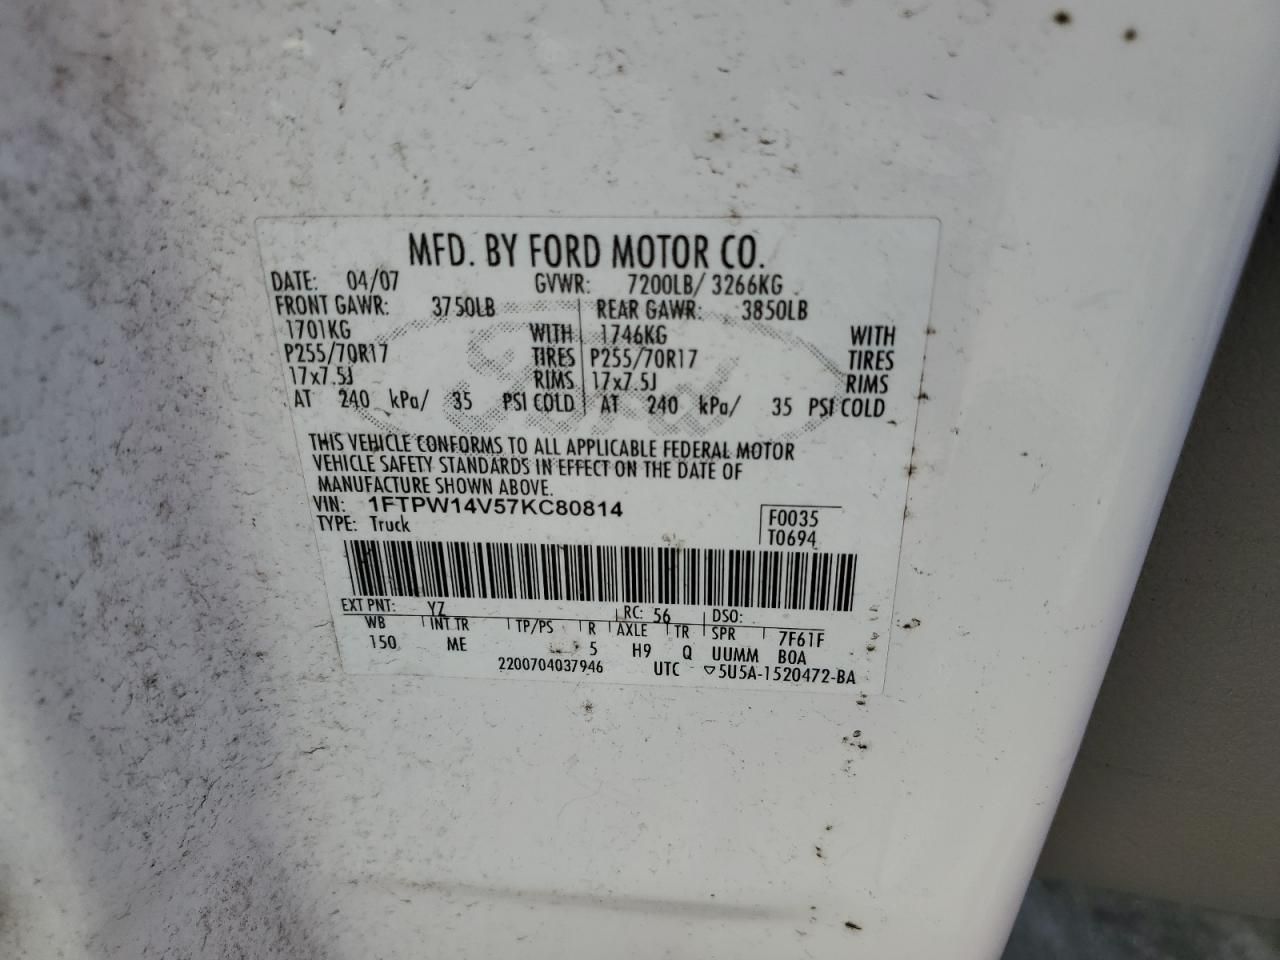 MFD. BY FORD MOTOR CO.
DATE: 04/07 GVWR: 7200LB/ 3266KG
FRONT GAWR: 3750LB REAR GAWR: 3850LB
1701KG WITH 1746KG WITH
P255/70R17 TIRES P255/70R17 TIRES
17x7.5J RIMS 17x7.5J RIMS
AT 240 kPa/ 35 PSI COLD AT 240 kPa/ 35 PSI COLD
Ford
THIS VEHICLE CONFORMS TO ALL APPLICABLE FEDERAL MOTOR
VEHICLE SAFETY STANDARDS IN EFFECT ON THE DATE OF
MANUFACTURE SHOWN ABOVE.
VIN: 1FTPW14V57KC80814
TYPE: Truck
F0035
T0694
EXT PNT: YZ RC: 56 DSO:
WB INT TR TP/PS R AXLE TR SPR 7F61F
150 ME 5 H9 Q UUMM BOA
2200704037946 UTC ▽5U5A-1520472-BA